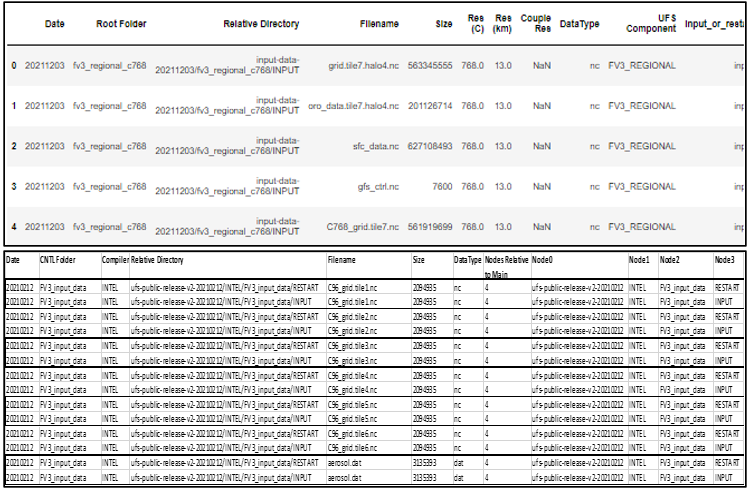 Date Root Folder Relative Directory Filename Size Res (C) Res (km) Couple Res DataType UFS Component Input_or_resta
0 20211203 fv3_regional_c768 input-data-20211203/fv3_regional_c768/INPUT grid.tile7.halo4.nc 563345555 768.0 13.0 NaN nc FV3_REGIONAL inp
1 20211203 fv3_regional_c768 input-data-20211203/fv3_regional_c768/INPUT oro_data.tile7.halo4.nc 201126714 768.0 13.0 NaN nc FV3_REGIONAL inp
2 20211203 fv3_regional_c768 input-data-20211203/fv3_regional_c768/INPUT sfc_data.nc 627108493 768.0 13.0 NaN nc FV3_REGIONAL inp
3 20211203 fv3_regional_c768 input-data-20211203/fv3_regional_c768/INPUT gfs_ctrl.nc 7600 768.0 13.0 NaN nc FV3_REGIONAL inp
4 20211203 fv3_regional_c768 input-data-20211203/fv3_regional_c768/INPUT C768_grid.tile7.nc 561919699 768.0 13.0 NaN nc FV3_REGIONAL inp
Date CNTL Folder Compiler Relative Directory Filename Size DataType Nodes Relative to Main Node0 Node1 Node2 Node3
20210212 FV3_input_data INTEL ufs-public-release-v2-20210212/INTEL/FV3_input_data/RESTART C96_grid.tile1.nc 2094935 nc 4 ufs-public-release-v2-20210212 INTEL FV3_input_data RESTART
20210212 FV3_input_data INTEL ufs-public-release-v2-20210212/INTEL/FV3_input_data/INPUT C96_grid.tile1.nc 2094935 nc 4 ufs-public-release-v2-20210212 INTEL FV3_input_data INPUT
20210212 FV3_input_data INTEL ufs-public-release-v2-20210212/INTEL/FV3_input_data/RESTART C96_grid.tile2.nc 2094935 nc 4 ufs-public-release-v2-20210212 INTEL FV3_input_data RESTART
20210212 FV3_input_data INTEL ufs-public-release-v2-20210212/INTEL/FV3_input_data/INPUT C96_grid.tile2.nc 2094935 nc 4 ufs-public-release-v2-20210212 INTEL FV3_input_data INPUT
20210212 FV3_input_data INTEL ufs-public-release-v2-20210212/INTEL/FV3_input_data/RESTART C96_grid.tile3.nc 2094935 nc 4 ufs-public-release-v2-20210212 INTEL FV3_input_data RESTART
20210212 FV3_input_data INTEL ufs-public-release-v2-20210212/INTEL/FV3_input_data/INPUT C96_grid.tile3.nc 2094935 nc 4 ufs-public-release-v2-20210212 INTEL FV3_input_data INPUT
20210212 FV3_input_data INTEL ufs-public-release-v2-20210212/INTEL/FV3_input_data/RESTART C96_grid.tile4.nc 2094935 nc 4 ufs-public-release-v2-20210212 INTEL FV3_input_data RESTART
20210212 FV3_input_data INTEL ufs-public-release-v2-20210212/INTEL/FV3_input_data/INPUT C96_grid.tile4.nc 2094935 nc 4 ufs-public-release-v2-20210212 INTEL FV3_input_data INPUT
20210212 FV3_input_data INTEL ufs-public-release-v2-20210212/INTEL/FV3_input_data/RESTART C96_grid.tile5.nc 2094935 nc 4 ufs-public-release-v2-20210212 INTEL FV3_input_data RESTART
20210212 FV3_input_data INTEL ufs-public-release-v2-20210212/INTEL/FV3_input_data/INPUT C96_grid.tile5.nc 2094935 nc 4 ufs-public-release-v2-20210212 INTEL FV3_input_data INPUT
20210212 FV3_input_data INTEL ufs-public-release-v2-20210212/INTEL/FV3_input_data/RESTART C96_grid.tile6.nc 2094935 nc 4 ufs-public-release-v2-20210212 INTEL FV3_input_data RESTART
20210212 FV3_input_data INTEL ufs-public-release-v2-20210212/INTEL/FV3_input_data/INPUT C96_grid.tile6.nc 2094935 nc 4 ufs-public-release-v2-20210212 INTEL FV3_input_data INPUT
20210212 FV3_input_data INTEL ufs-public-release-v2-20210212/INTEL/FV3_input_data/RESTART aerosol.dat 3135393 dat 4 ufs-public-release-v2-20210212 INTEL FV3_input_data RESTART
20210212 FV3_input_data INTEL ufs-public-release-v2-20210212/INTEL/FV3_input_data/INPUT aerosol.dat 3135393 dat 4 ufs-public-release-v2-20210212 INTEL FV3_input_data INPUT